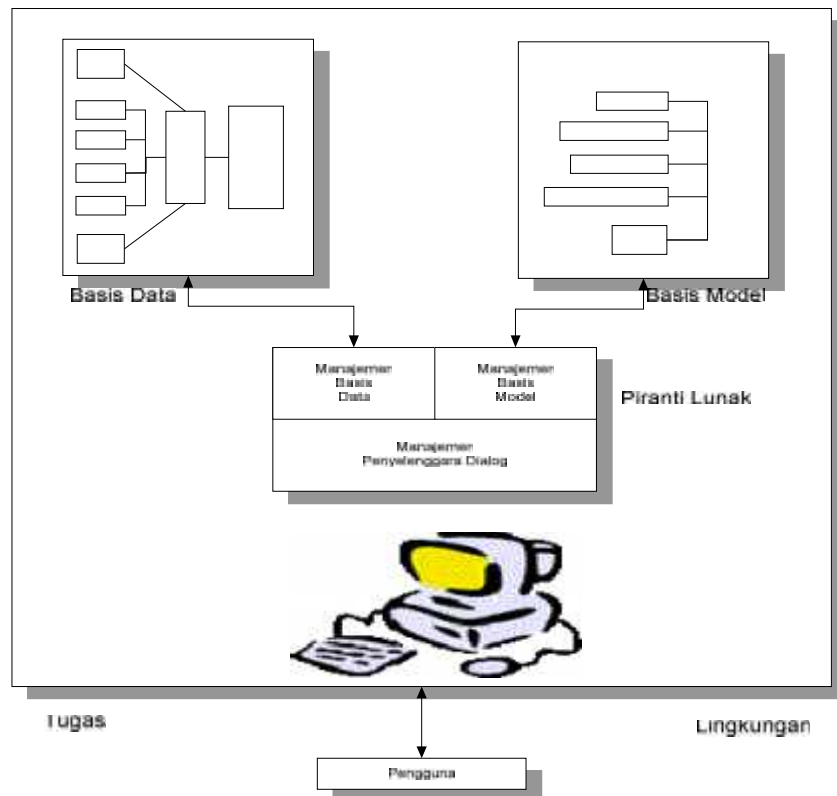 Basis Data
Basis Model
Manajemen
Basis
Data
Manajemen
Basis
Model
Piranti Lunak
Manajemen
Penyelenggara Dialog
Tugas
Lingkungan
Pengguna